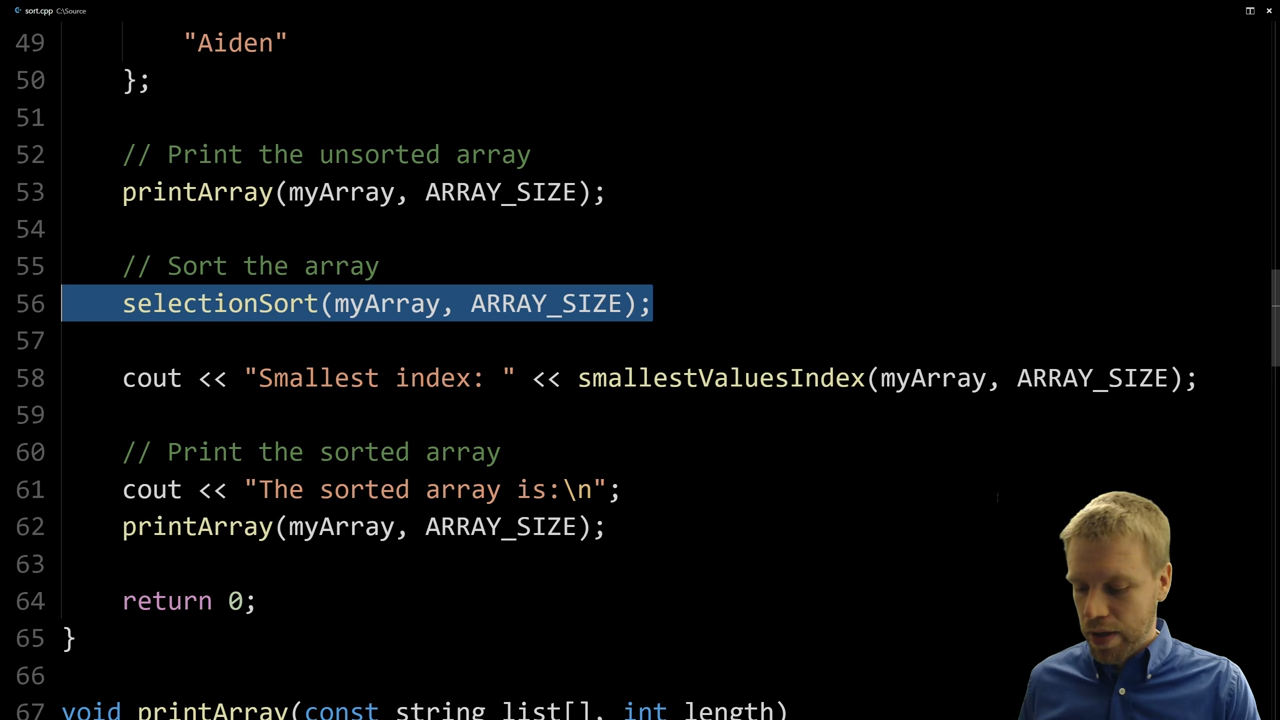 sort.cpp C:\Source
49 "Aiden"
50 };
51
52 // Print the unsorted array
53 printArray(myArray, ARRAY_SIZE);
54
55 // Sort the array
56 selectionSort(myArray, ARRAY_SIZE);
57
58 cout << "Smallest index: " << smallestValuesIndex(myArray, ARRAY_SIZE);
59
60 // Print the sorted array
61 cout << "The sorted array is:\n";
62 printArray(myArray, ARRAY_SIZE);
63
64 return 0;
65 }
66
67 void printArray(const string list[], int length)